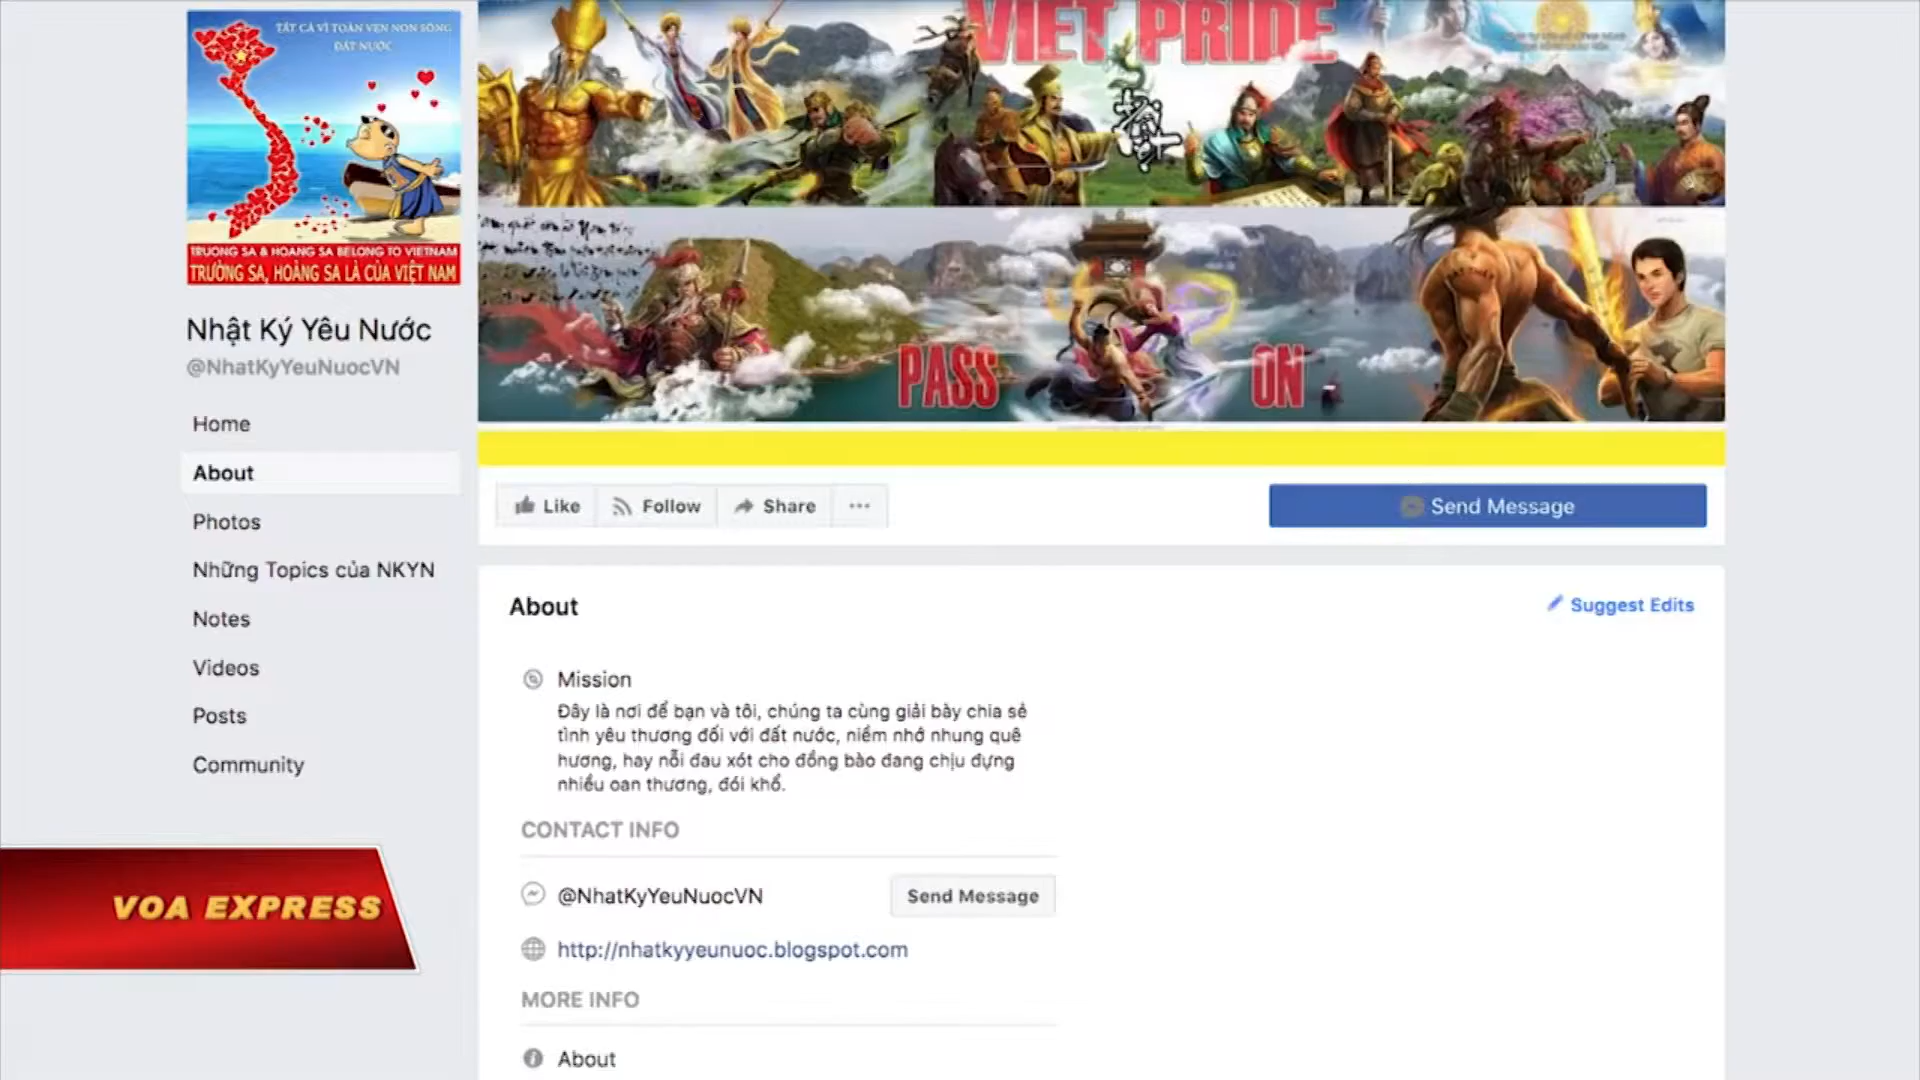 TẤT CẢ VÌ TOÀN VẸN NON SÔNG
ĐẤT NƯỚC
TRUONG SA & HOANG SA BELONG TO VIETNAM
TRƯỜNG SA, HOÀNG SA LÀ CỦA VIỆT NAM
VIET PRIDE
PASS ON
Nhật Ký Yêu Nước
@NhatKyYeuNuocVN
Home
About
Photos
Những Topics của NKYN
Notes
Videos
Posts
Community
Like
Follow
Share
Send Message
About
Suggest Edits
Mission
Đây là nơi để bạn và tôi, chúng ta cùng giải bày chia sẻ
tình yêu thương đối với đất nước, niềm nhớ nhung quê
hương, hay nỗi đau xót cho đồng bào đang chịu đựng
nhiều oan thương, đói khổ.
CONTACT INFO
@NhatKyYeuNuocVN
Send Message
http://nhatkyyeunuoc.blogspot.com
MORE INFO
About
VOA EXPRESS